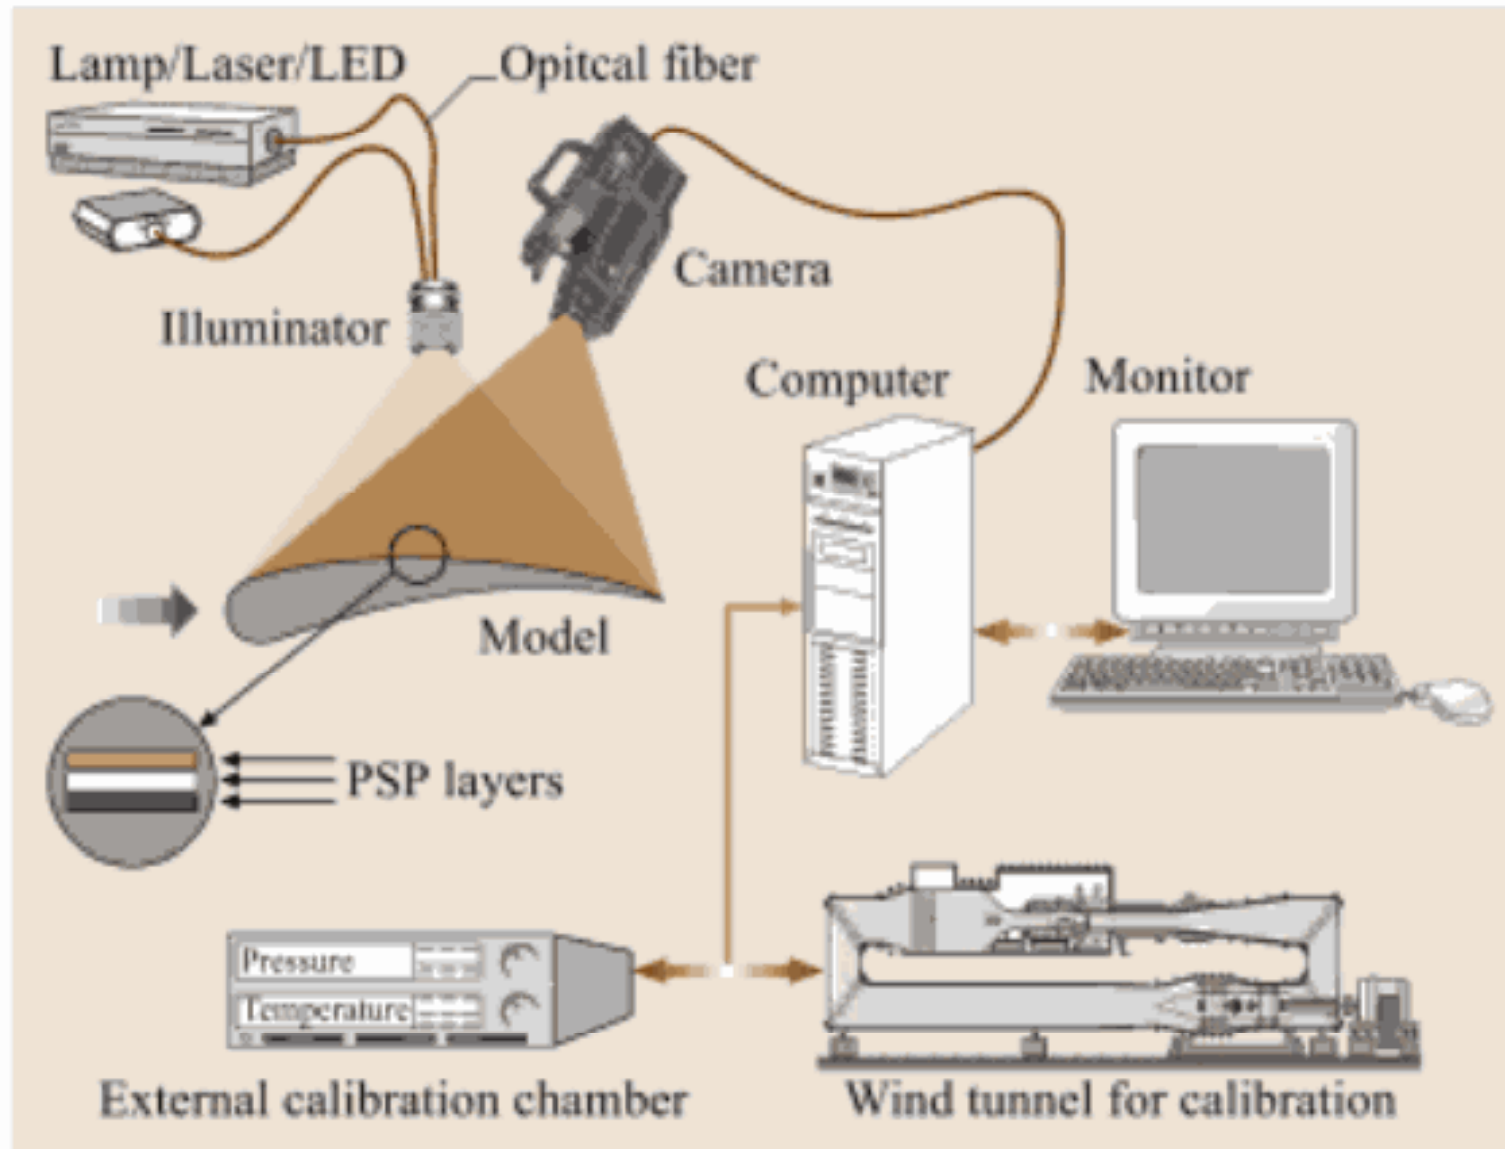 Lamp/Laser/LED
Opitcal fiber
Camera
Illuminator
Computer
Monitor
Model
PSP layers
Pressure
Temperature
External calibration chamber
Wind tunnel for calibration